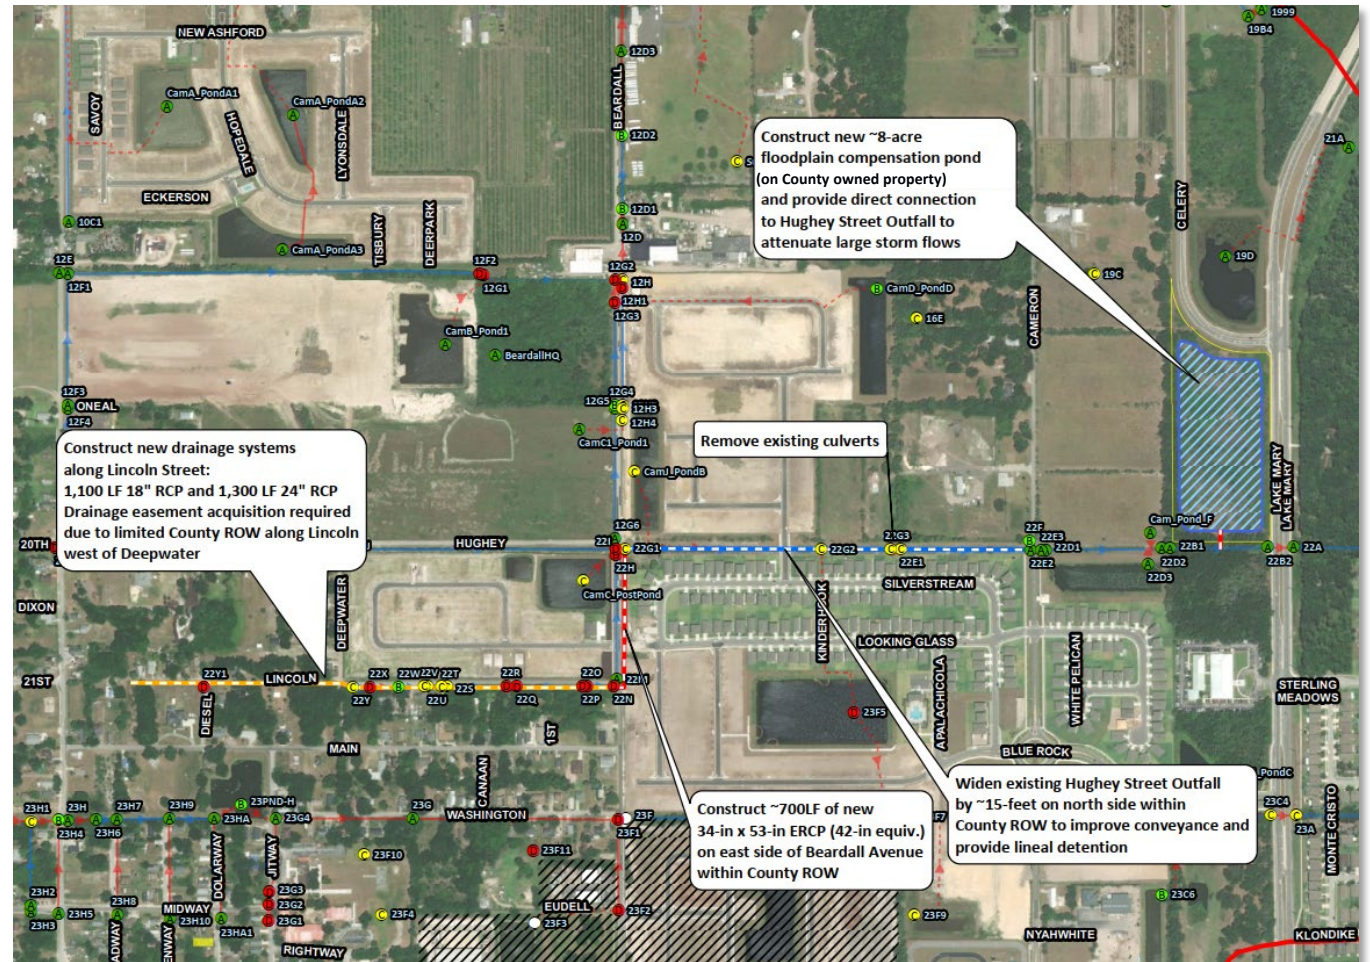 1999
19B4
NEW ASHFORD
12D3
CamA_PondA1
CamA_PondA2
SAVOY
HOPEDALE
LYONSDALE
BEARDALL
12D2
21A
Construct new ~8-acre
floodplain compensation pond
(on County owned property)
and provide direct connection
to Hughey Street Outfall to
attenuate large storm flows
ECKERSON
TISBURY
DEERPARK
CELERY
10C1
12D1
12D
CamA_PondA3
19D
12E
12F1
12F2
12G1
12G2
12H
12H1
12G3
CamD_PondD
19C
16E
CAMERON
CamB_Pond1
BeardallHQ
12F3
ONEAL
12F4
12G4
12G5
12H3
12H4
CamC1_Pond1
CamJ_PondB
Remove existing culverts
Construct new drainage systems
along Lincoln Street:
1,100 LF 18" RCP and 1,300 LF 24" RCP
Drainage easement acquisition required
due to limited County ROW along Lincoln
west of Deepwater
LAKE MARY
LAKE MARY
Cam_Pond_F
20TH
HUGHEY
12G6
22I
22H
22G1
22G2
22G3
22E1
22F
22E3
22D1
22E2
22B1
22D2
22D3
22B2
22A
CamC_PostPond
SILVERSTREAM
DIXON
DEEPWATER
KINDERHOOK
LOOKING GLASS
APALACHICOLA
WHITE PELICAN
21ST
22Y1
LINCOLN
22X
22Y
22W
22V
22T
22U
22S
22R
22Q
22O
22P
22M
22N
DIESEL
STERLING
MEADOWS
23F5
MAIN
1ST
BLUE ROCK
CANAAN
Construct ~700LF of new
34-in x 53-in ERCP (42-in equiv.)
on east side of Beardall Avenue
within County ROW
Widen existing Hughey Street Outfall
by ~15-feet on north side within
County ROW to improve conveyance and
provide lineal detention
_PondC
MONTE CRISTO
23H1
23H
23H4
23H7
23H6
23H9
23HA
23PND-H
23G4
23G
WASHINGTON
23F
23F1
F7
23C4
23A
23F10
23F11
DOLARWAY
JITWAY
23H2
23H3
23H5
23H8
MIDWAY
23H10
23HA1
23G3
23G2
23G1
23F4
EUDELL
23F3
23F2
23F9
23C6
ADWAY
ENWAY
RIGHTWAY
NYAHWHITE
KLONDIKE